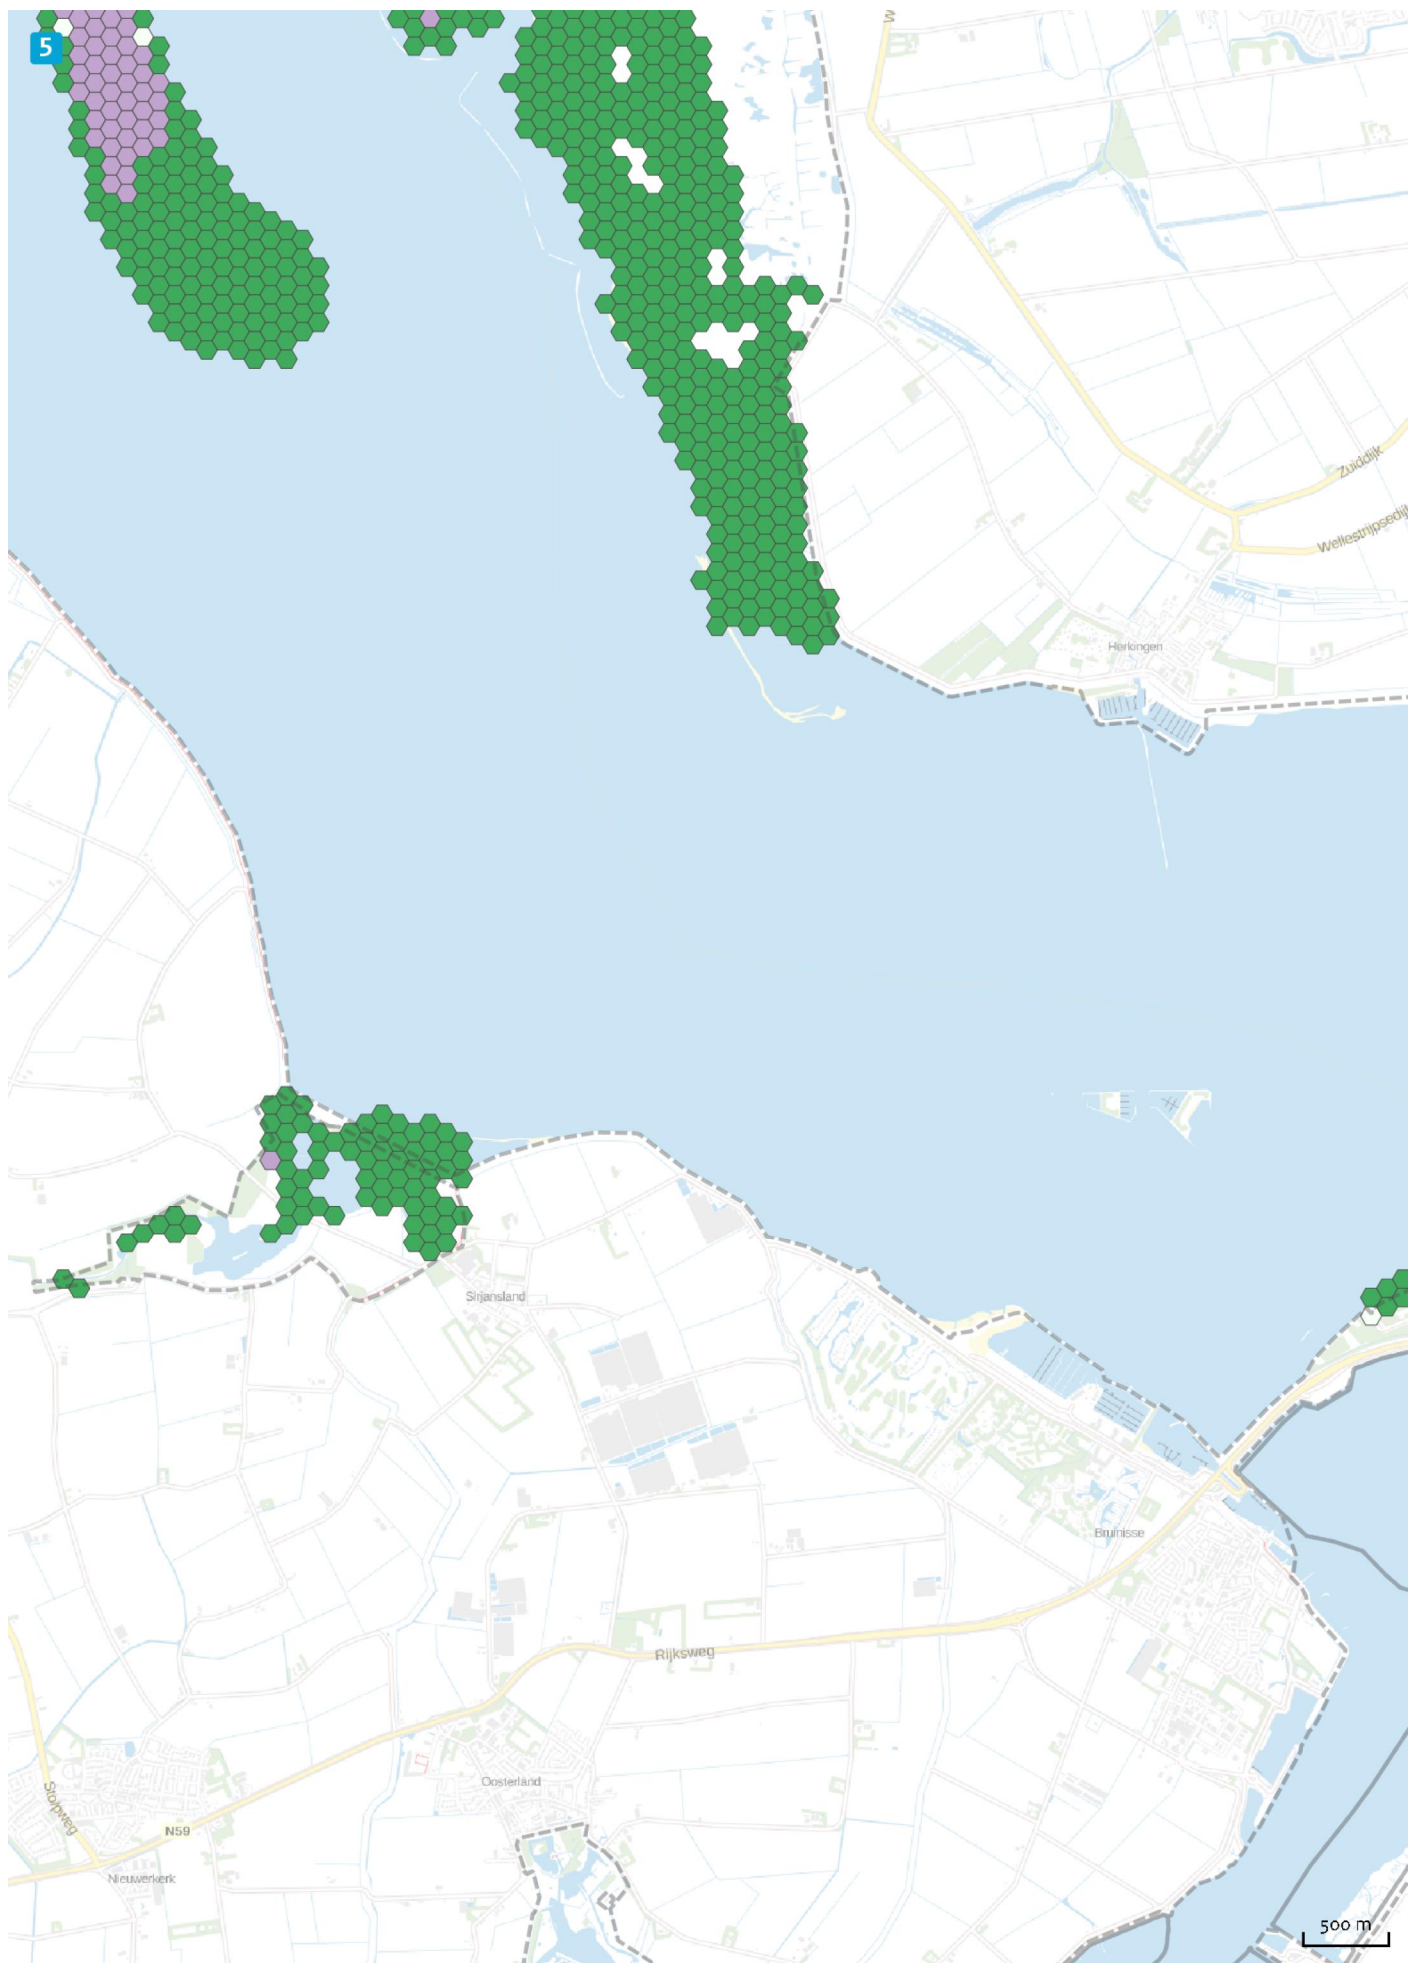 5
W
Zuiddijk
Wellestrijpsedijk
Herkingen
Sirjansland
Bruinisse
Rijksweg
Oosterland
Stolpweg
N59
Nieuwerkerk
500 m